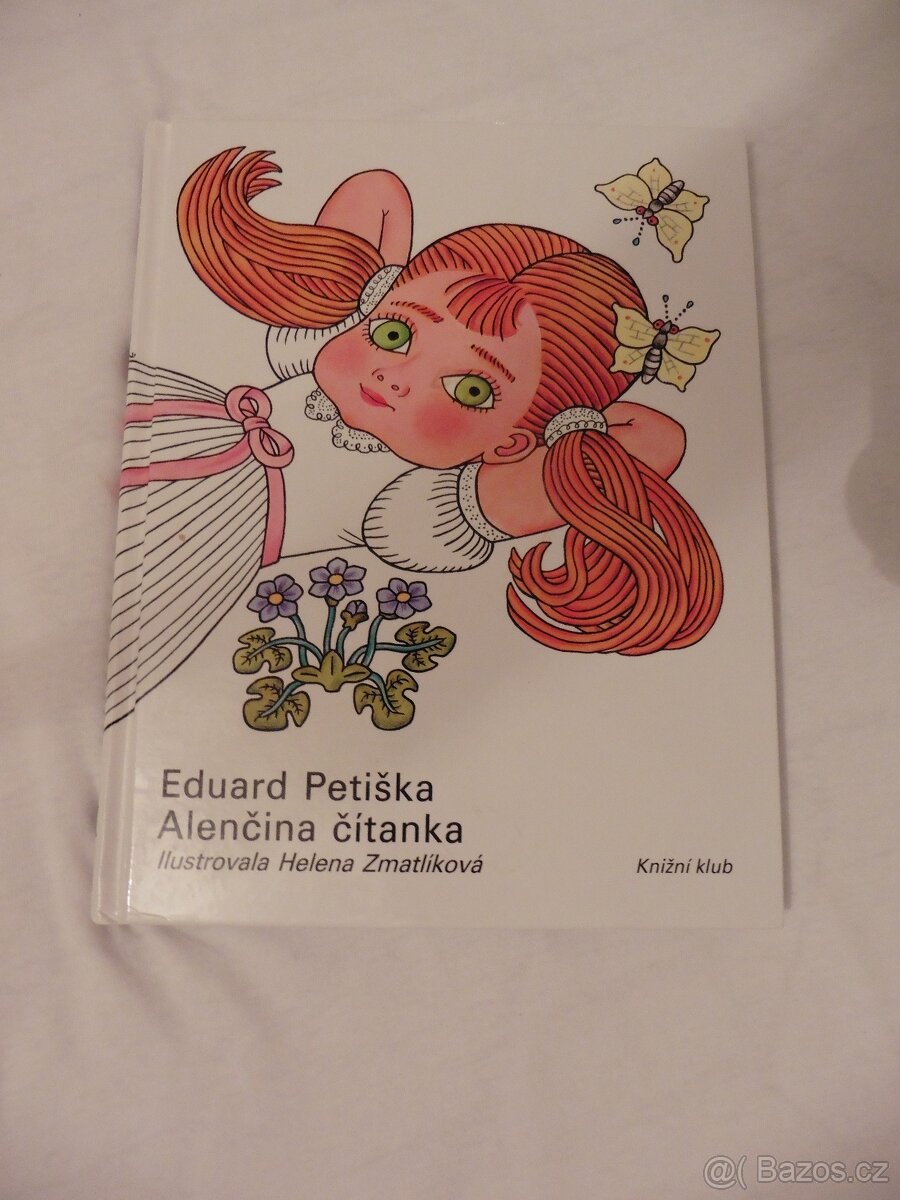 Eduard Petiška
Alenčina čítanka
Ilustrovala Helena Zmatlíková
Knižní klub
@( Bazos.cz